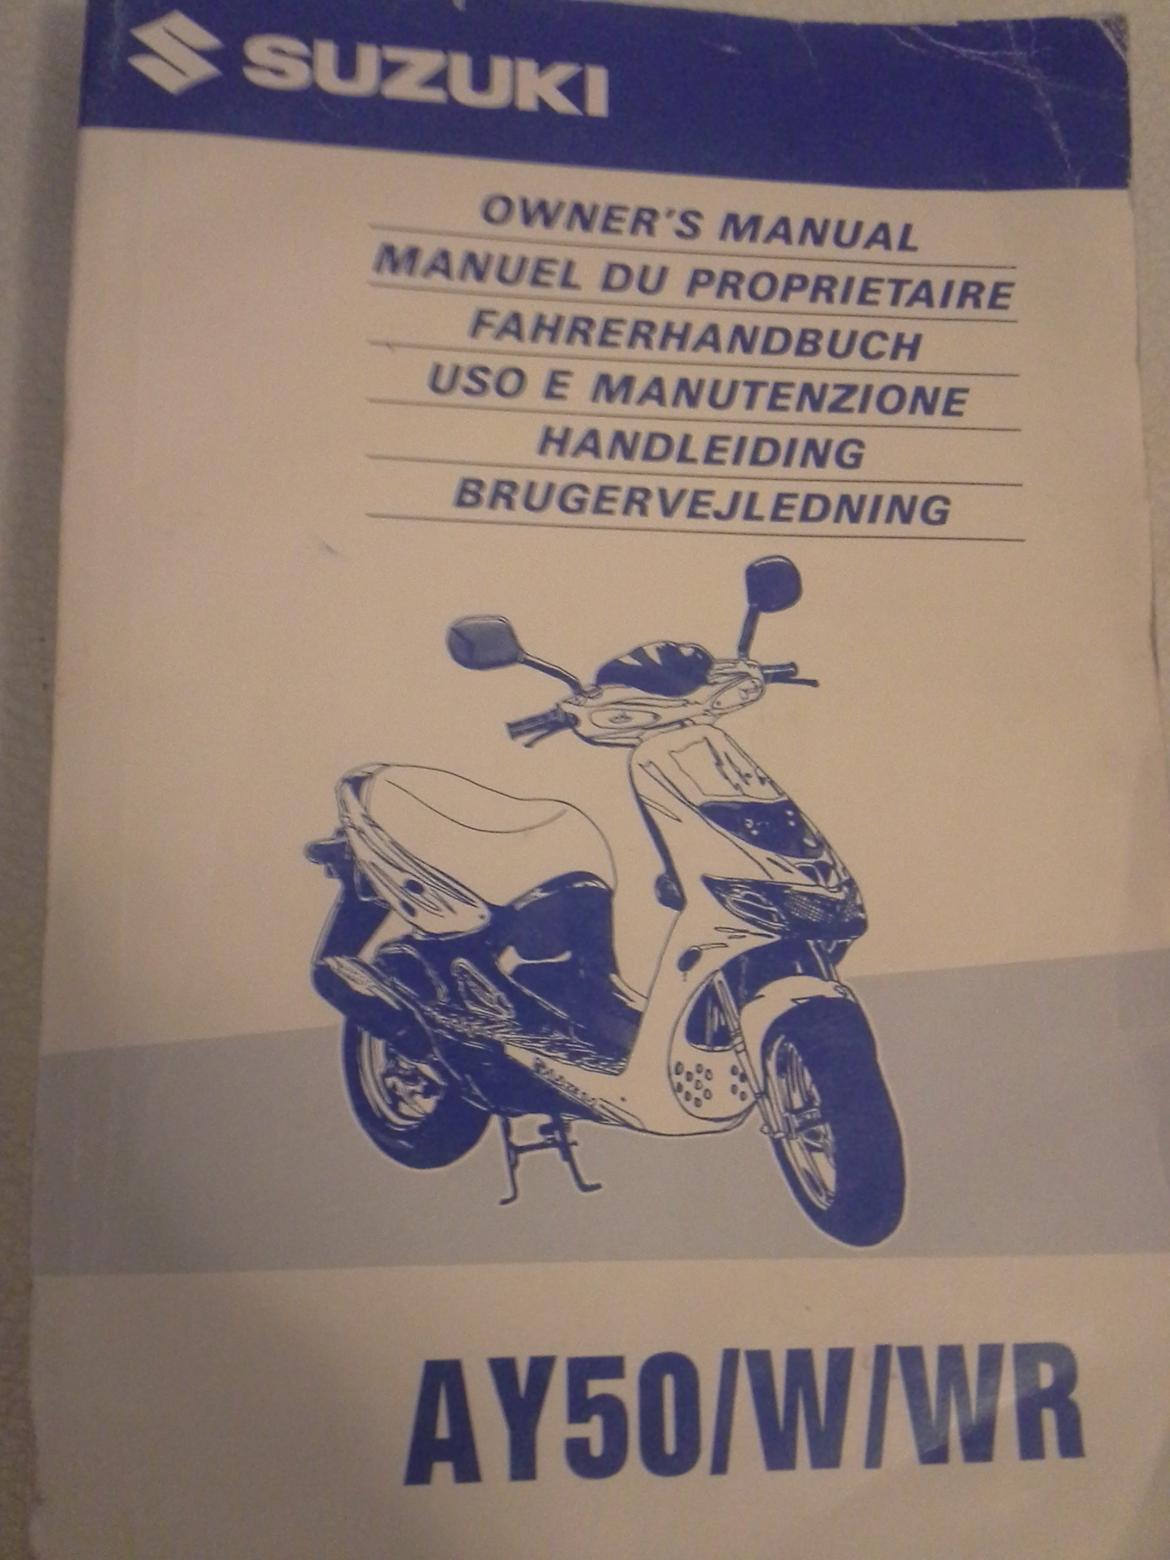 SUZUKI
OWNER'S MANUAL
MANUEL DU PROPRIETAIRE
FAHRERHANDBUCH
USO E MANUTENZIONE
HANDLEIDING
BRUGERVEJLEDNING
AY50/W/WR